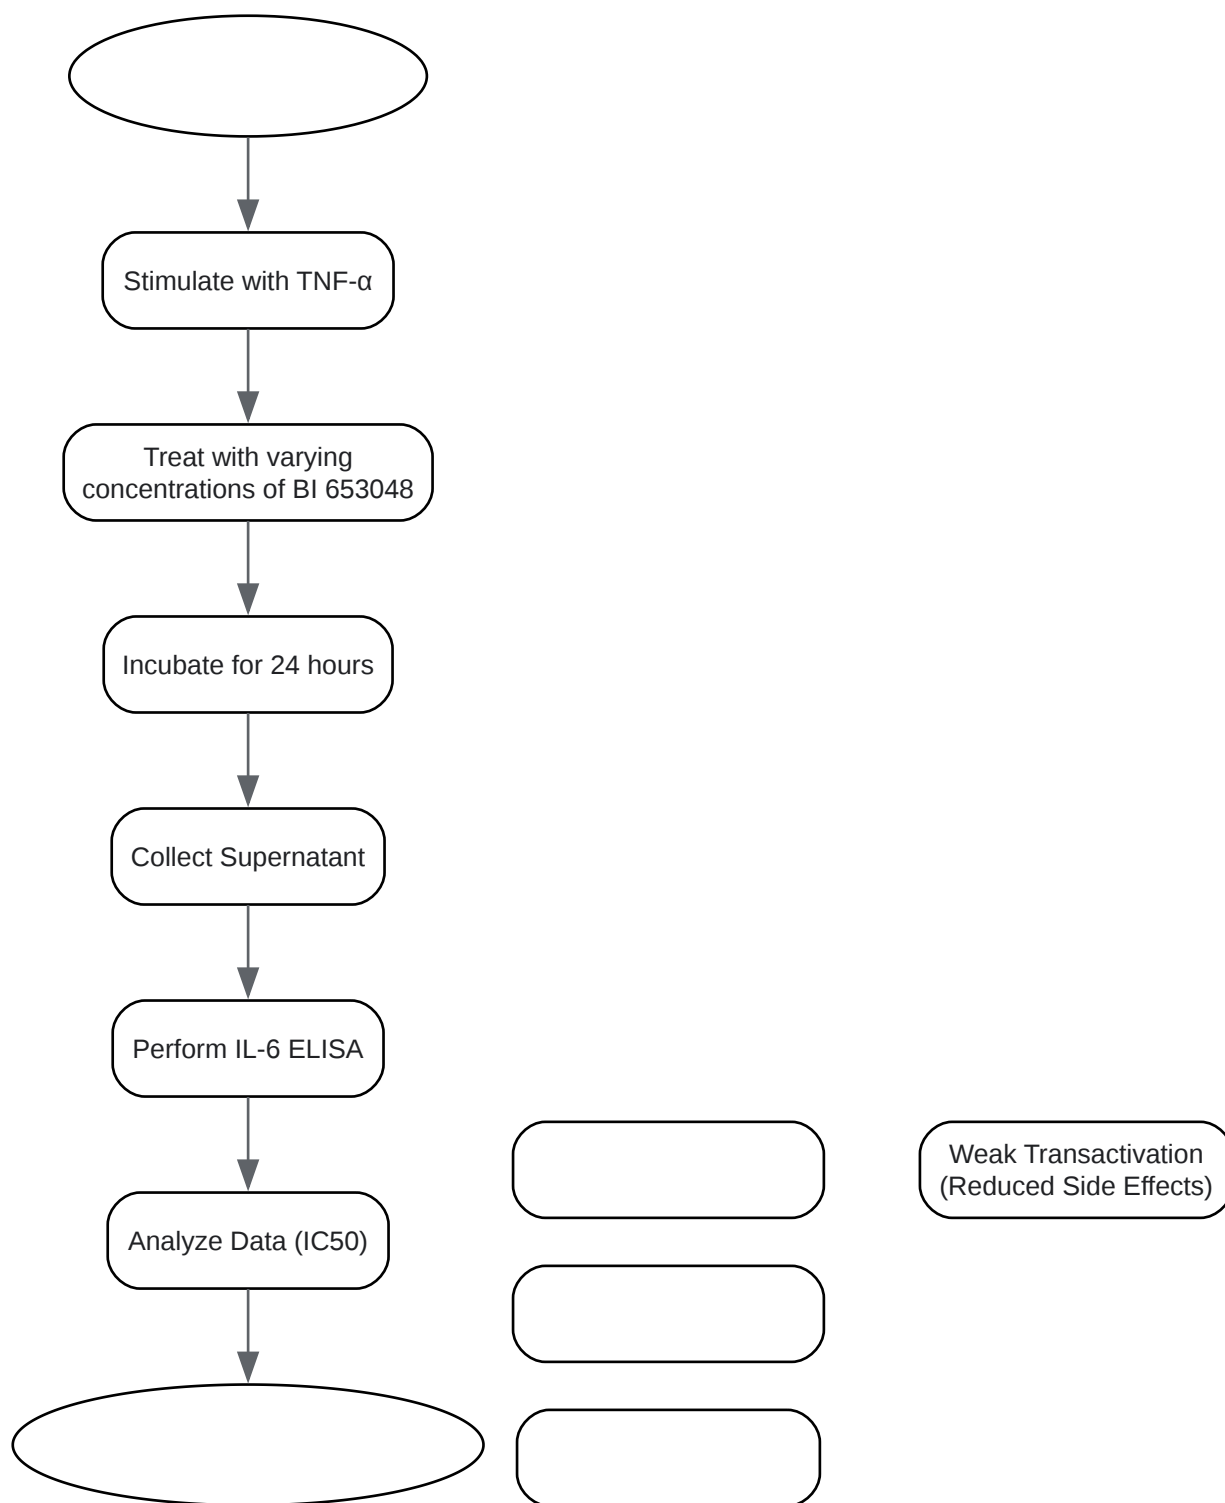 Stimulate with TNF-α
Treat with varying
concentrations of BI 653048
Incubate for 24 hours
Collect Supernatant
Perform IL-6 ELISA
Analyze Data (IC50)
Weak Transactivation
(Reduced Side Effects)